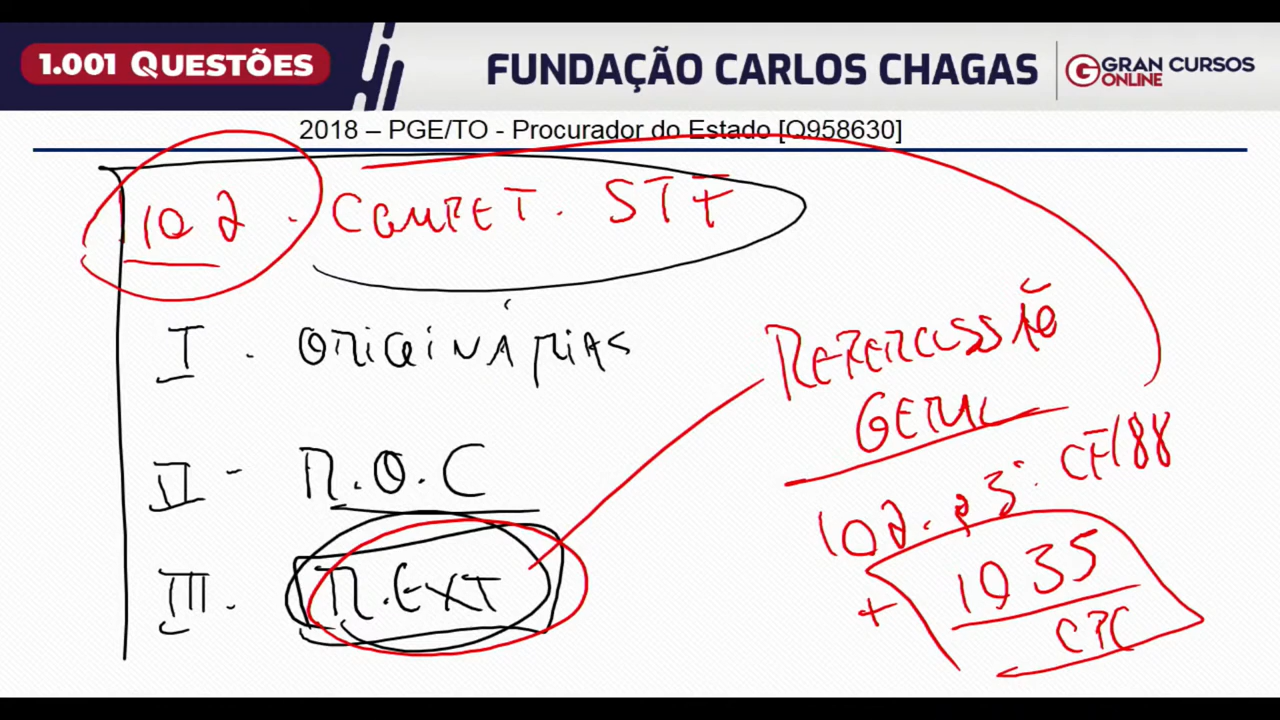 1.001 QUESTÕES
FUNDAÇÃO CARLOS CHAGAS
GRAN CURSOS
ONLINE
2018 – PGE/TO - Procurador do Estado [Q958630]
102 . COMPET. STF
I - ORIGINÁRIAS
II - R.O.C
III - R.EXT
REPERCUSSÃO
GERAL
102. § 3º. CF/88
+ 1035
CPC